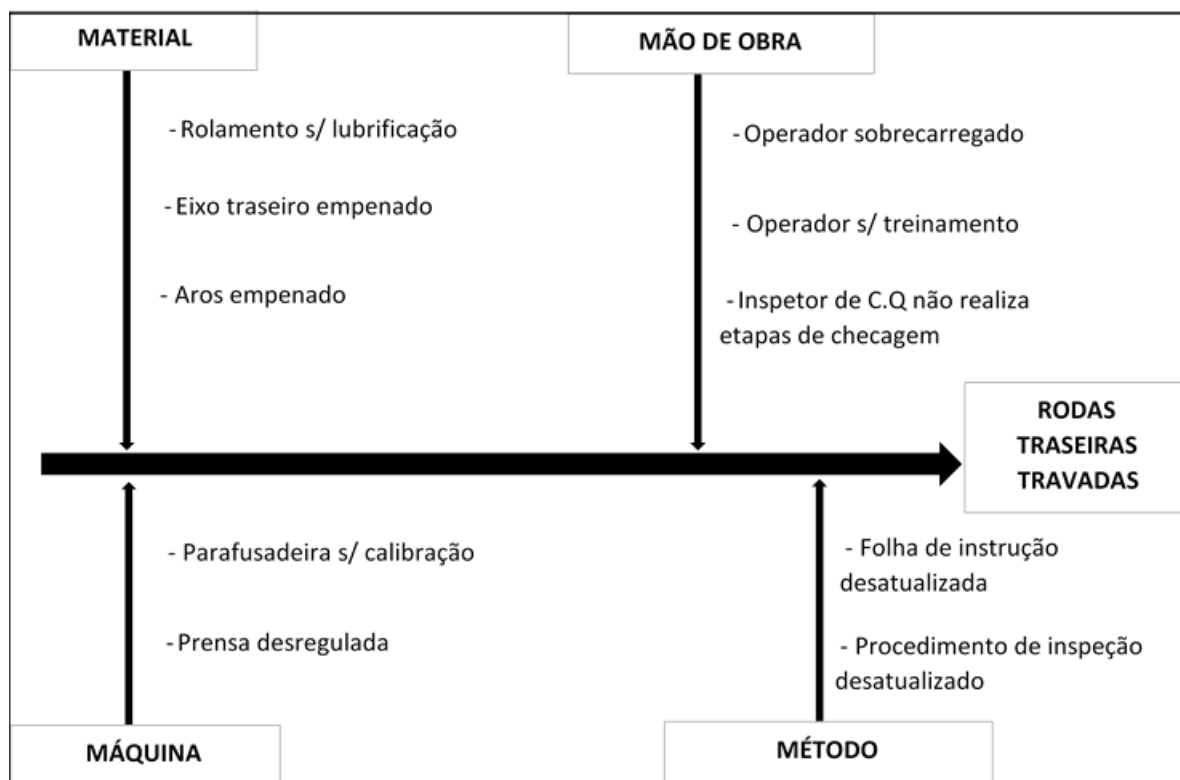 MATERIAL
- Rolamento s/ lubrificação
- Eixo traseiro empenado
- Aros empenado
MÃO DE OBRA
- Operador sobrecarregado
- Operador s/ treinamento
- Inspetor de C.Q não realiza
etapas de checagem
RODAS
TRASEIRAS
TRAVADAS
- Parafusadeira s/ calibração
- Prensa desregulada
MÁQUINA
- Folha de instrução
desatualizada
- Procedimento de inspeção
desatualizado
MÉTODO